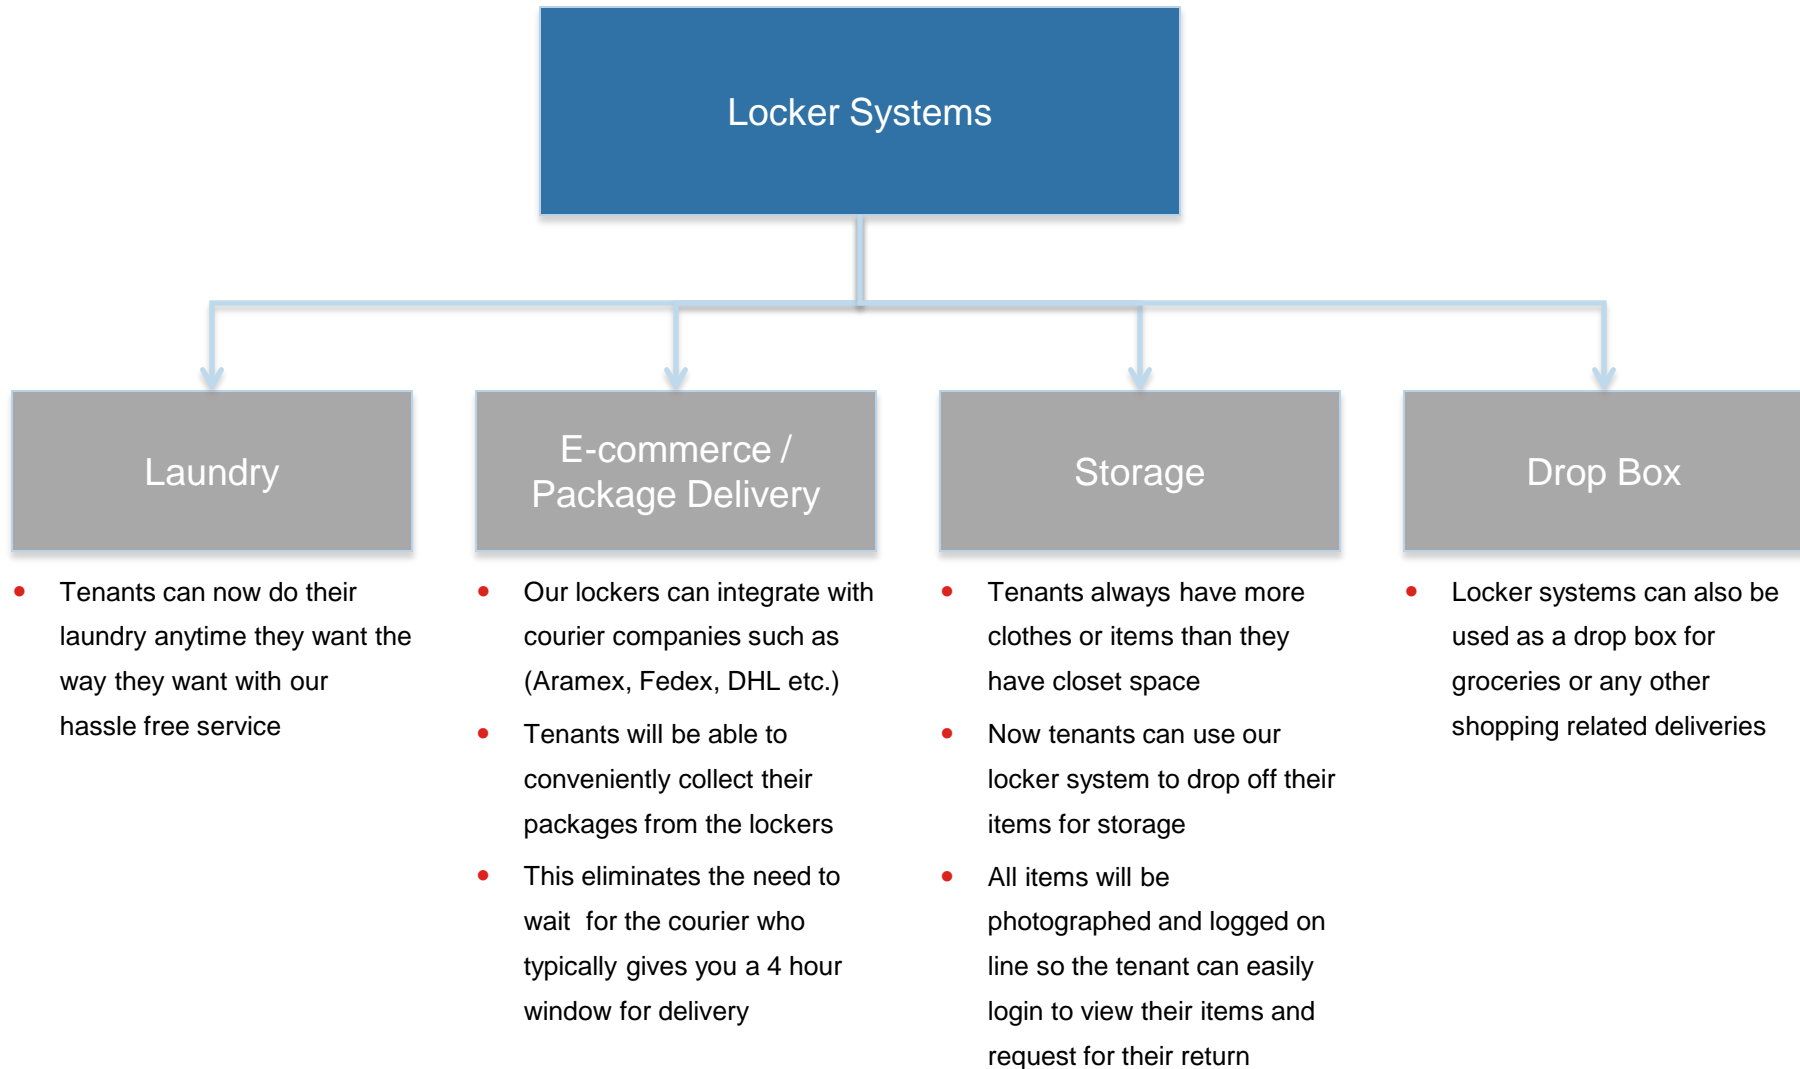 Locker Systems
Laundry
E-commerce /
Package Delivery
Storage
Drop Box
• Tenants can now do their
laundry anytime they want the
way they want with our
hassle free service
• Our lockers can integrate with
courier companies such as
(Aramex, Fedex, DHL etc.)
• Tenants will be able to
conveniently collect their
packages from the lockers
• This eliminates the need to
wait  for the courier who
typically gives you a 4 hour
window for delivery
• Tenants always have more
clothes or items than they
have closet space
• Now tenants can use our
locker system to drop off their
items for storage
• All items will be
photographed and logged on
line so the tenant can easily
login to view their items and
request for their return
• Locker systems can also be
used as a drop box for
groceries or any other
shopping related deliveries